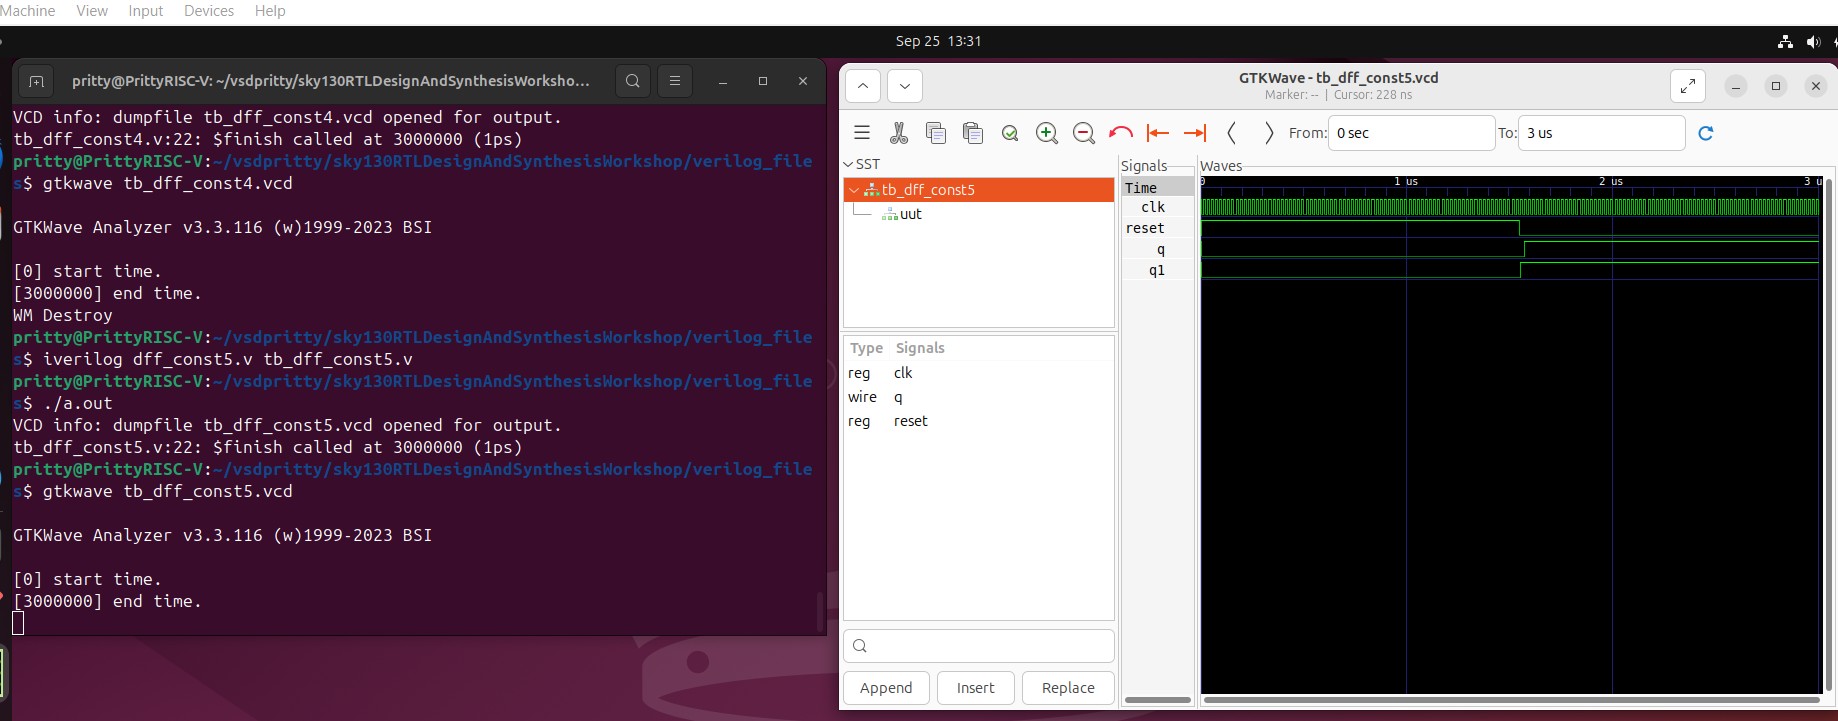 Machine View Input Devices Help
Sep 25 13:31
pritty@PrittyRISC-V: ~/vsdpritty/sky130RTLDesignAndSynthesisWorksho...
VCD info: dumpfile tb_dff_const4.vcd opened for output.
tb_dff_const4.v:22: $finish called at 3000000 (1ps)
pritty@PrittyRISC-V:~/vsdpritty/sky130RTLDesignAndSynthesisWorkshop/verilog_file
s$ gtkwave tb_dff_const4.vcd
GTKWave Analyzer v3.3.116 (w)1999-2023 BSI
[0] start time.
[3000000] end time.
WM Destroy
pritty@PrittyRISC-V:~/vsdpritty/sky130RTLDesignAndSynthesisWorkshop/verilog_file
s$ iverilog dff_const5.v tb_dff_const5.v
pritty@PrittyRISC-V:~/vsdpritty/sky130RTLDesignAndSynthesisWorkshop/verilog_file
s$ ./a.out
VCD info: dumpfile tb_dff_const5.vcd opened for output.
tb_dff_const5.v:22: $finish called at 3000000 (1ps)
pritty@PrittyRISC-V:~/vsdpritty/sky130RTLDesignAndSynthesisWorkshop/verilog_file
s$ gtkwave tb_dff_const5.vcd
GTKWave Analyzer v3.3.116 (w)1999-2023 BSI
[0] start time.
[3000000] end time.
GTKWave - tb_dff_const5.vcd
Marker: -- | Cursor: 228 ns
From: 0 sec To: 3 us
SST
tb_dff_const5
uut
Type Signals
reg clk
wire q
reg reset
Append Insert Replace
Signals
Time
clk
reset
q
q1
Waves
0 1 us 2 us 3 u